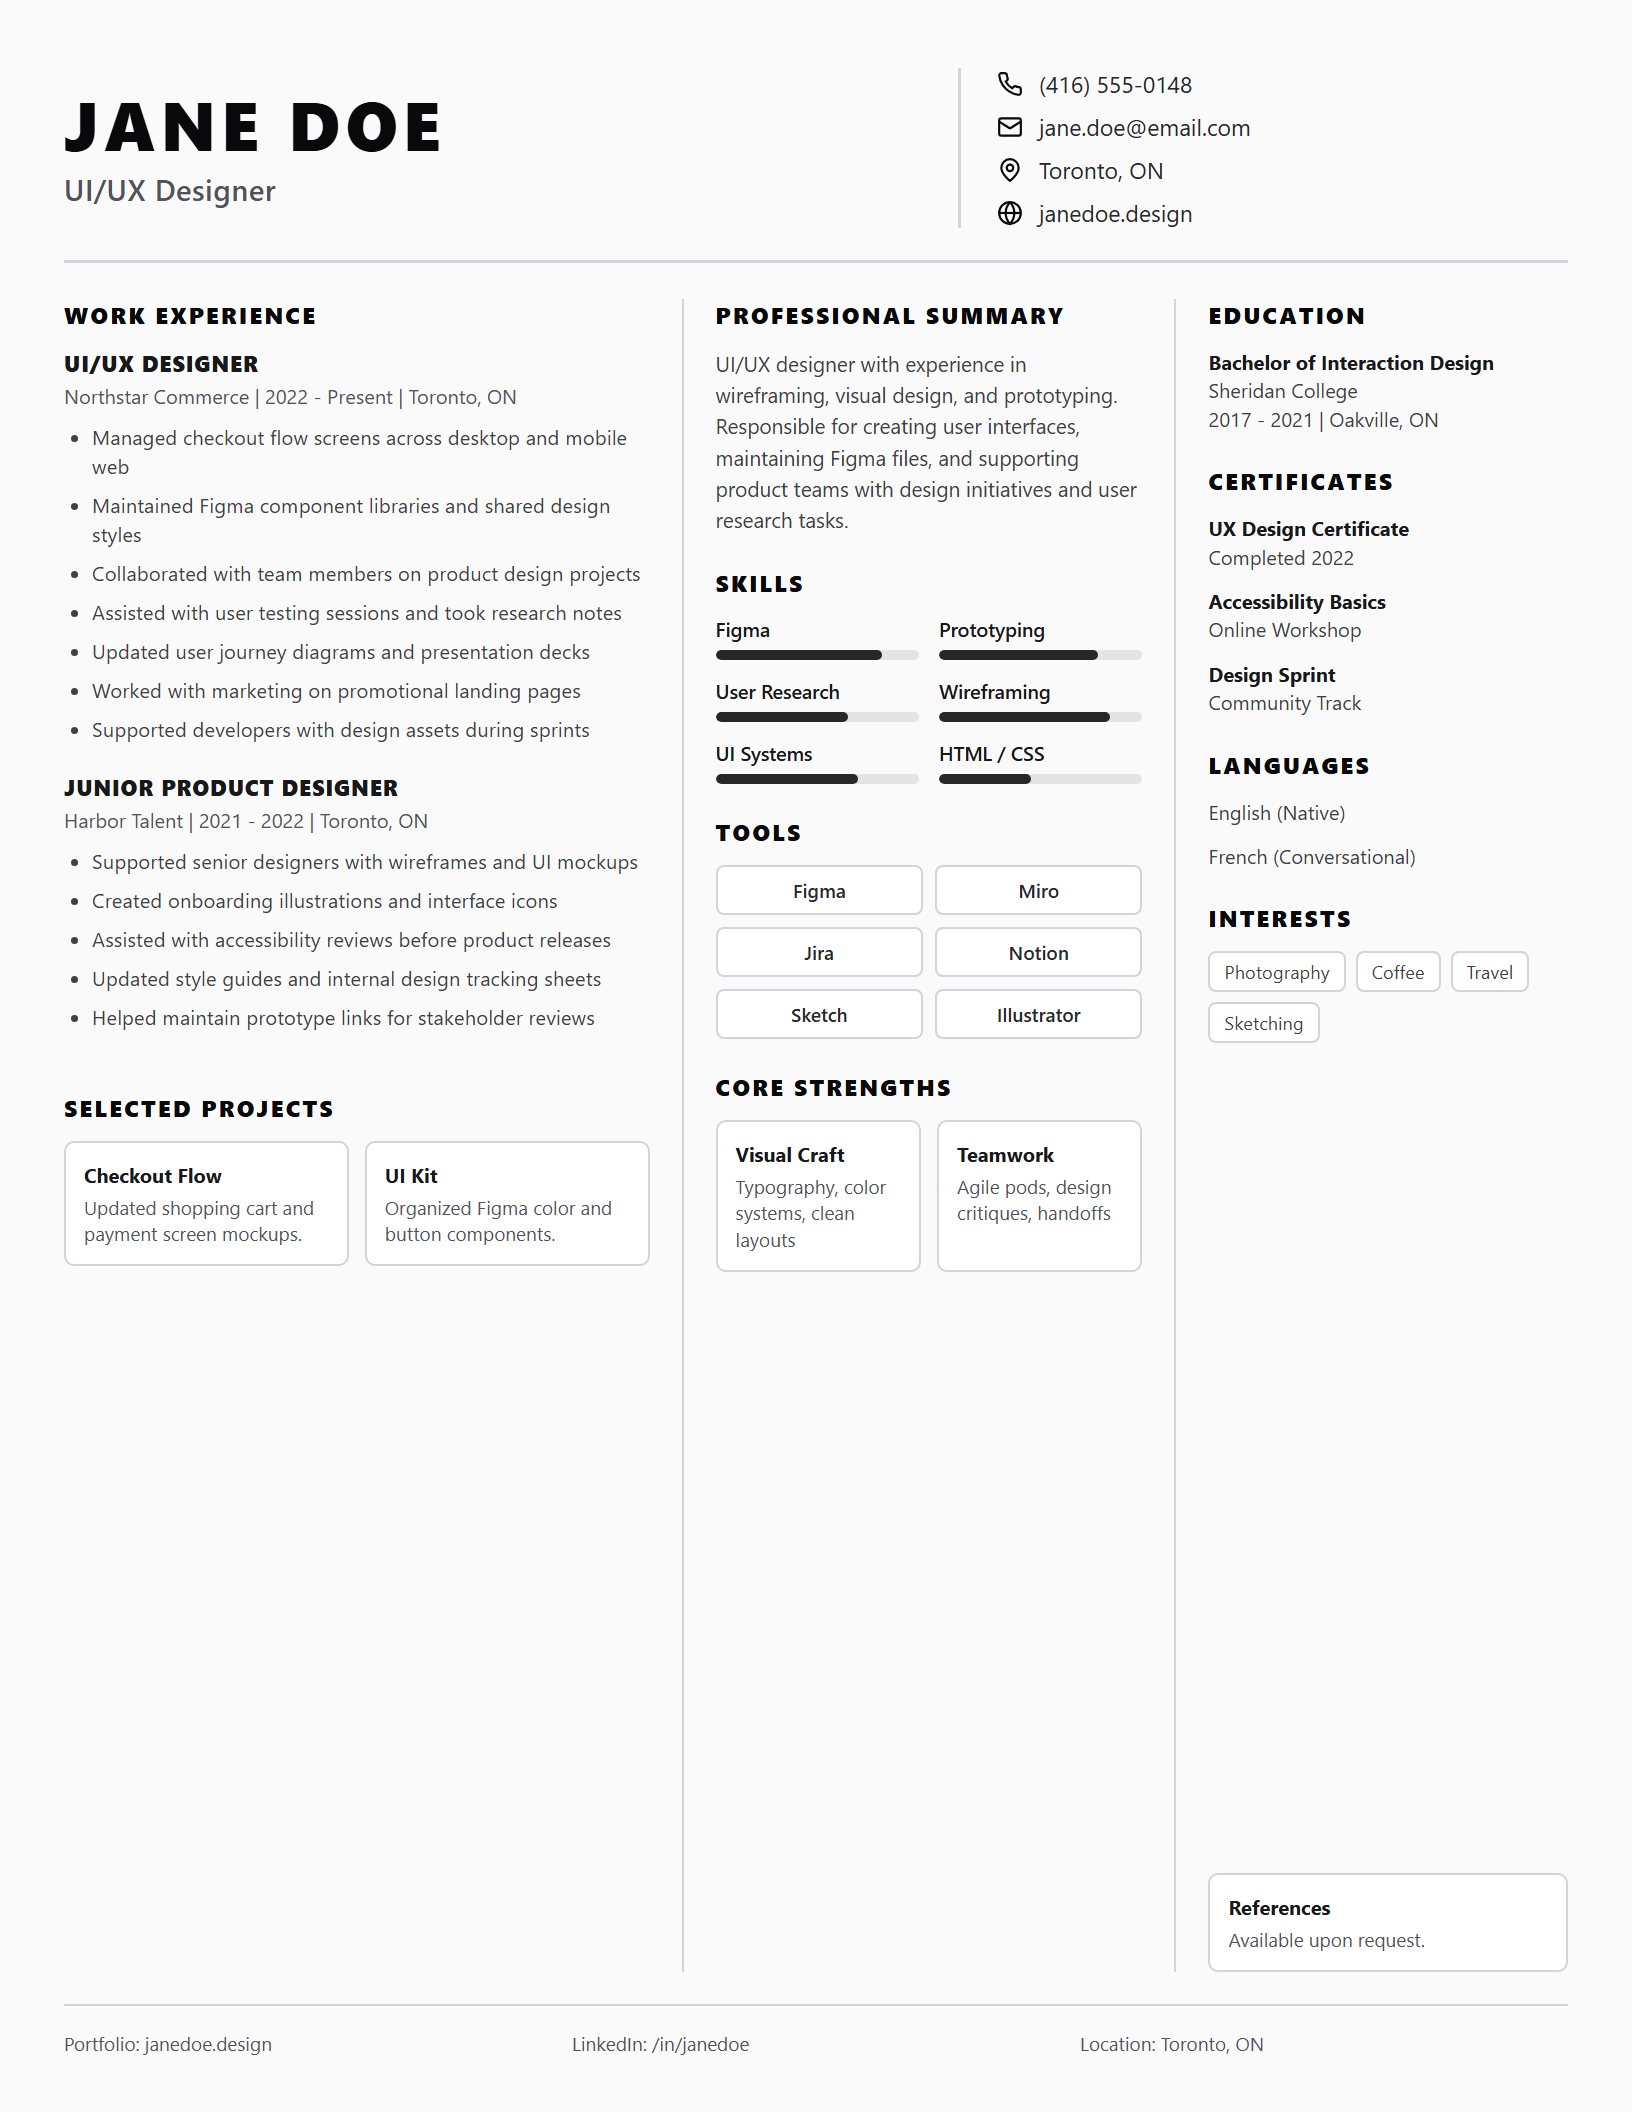 JANE DOE
UI/UX Designer
(416) 555-0148
jane.doe@email.com
Toronto, ON
janedoe.design
WORK EXPERIENCE
UI/UX DESIGNER
Northstar Commerce | 2022 - Present | Toronto, ON
• Managed checkout flow screens across desktop and mobile
web
• Maintained Figma component libraries and shared design
styles
• Collaborated with team members on product design projects
• Assisted with user testing sessions and took research notes
• Updated user journey diagrams and presentation decks
• Worked with marketing on promotional landing pages
• Supported developers with design assets during sprints
JUNIOR PRODUCT DESIGNER
Harbor Talent | 2021 - 2022 | Toronto, ON
• Supported senior designers with wireframes and UI mockups
• Created onboarding illustrations and interface icons
• Assisted with accessibility reviews before product releases
• Updated style guides and internal design tracking sheets
• Helped maintain prototype links for stakeholder reviews
SELECTED PROJECTS
Checkout Flow
Updated shopping cart and
payment screen mockups.
UI Kit
Organized Figma color and
button components.
PROFESSIONAL SUMMARY
UI/UX designer with experience in
wireframing, visual design, and prototyping.
Responsible for creating user interfaces,
maintaining Figma files, and supporting
product teams with design initiatives and user
research tasks.
SKILLS
Figma
Prototyping
User Research
Wireframing
UI Systems
HTML / CSS
TOOLS
Figma
Miro
Jira
Notion
Sketch
Illustrator
CORE STRENGTHS
Visual Craft
Typography, color
systems, clean
layouts
Teamwork
Agile pods, design
critiques, handoffs
EDUCATION
Bachelor of Interaction Design
Sheridan College
2017 - 2021 | Oakville, ON
CERTIFICATES
UX Design Certificate
Completed 2022
Accessibility Basics
Online Workshop
Design Sprint
Community Track
LANGUAGES
English (Native)
French (Conversational)
INTERESTS
Photography
Coffee
Travel
Sketching
References
Available upon request.
Portfolio: janedoe.design
LinkedIn: /in/janedoe
Location: Toronto, ON